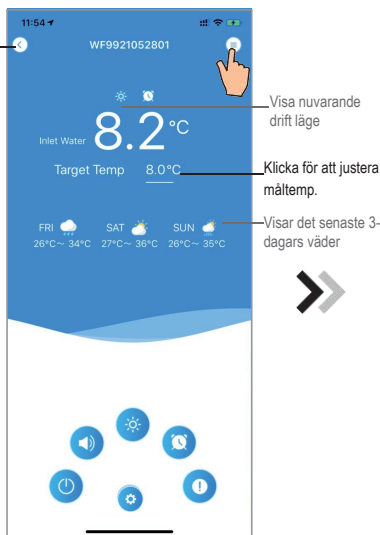 11:54
WF9921052801
Inlet Water 8.2°C
Target Temp 8.0°C
FRI SAT SUN
26°C～ 34°C 27°C～ 36°C 26°C～ 35°C
Visa nuvarande
drift läge
Klicka för att justera
måltemp.
Visar det senaste 3-
dagars väder